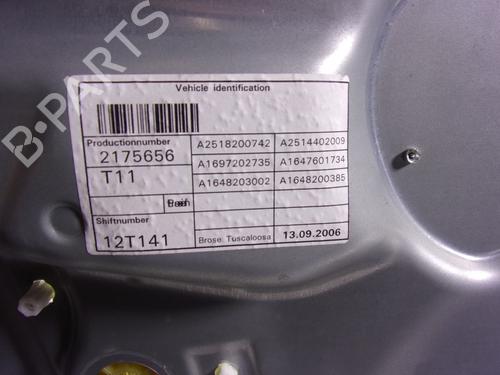 B-PARTS
Vehicle identification
Productionnumber
2175656
T11
A2518200742 A2514402009
A1697202735 A1647601734
A1648203002 A1648200385
Shiftnumber
12T141
Brose Tuscaloosa 13.09.2006